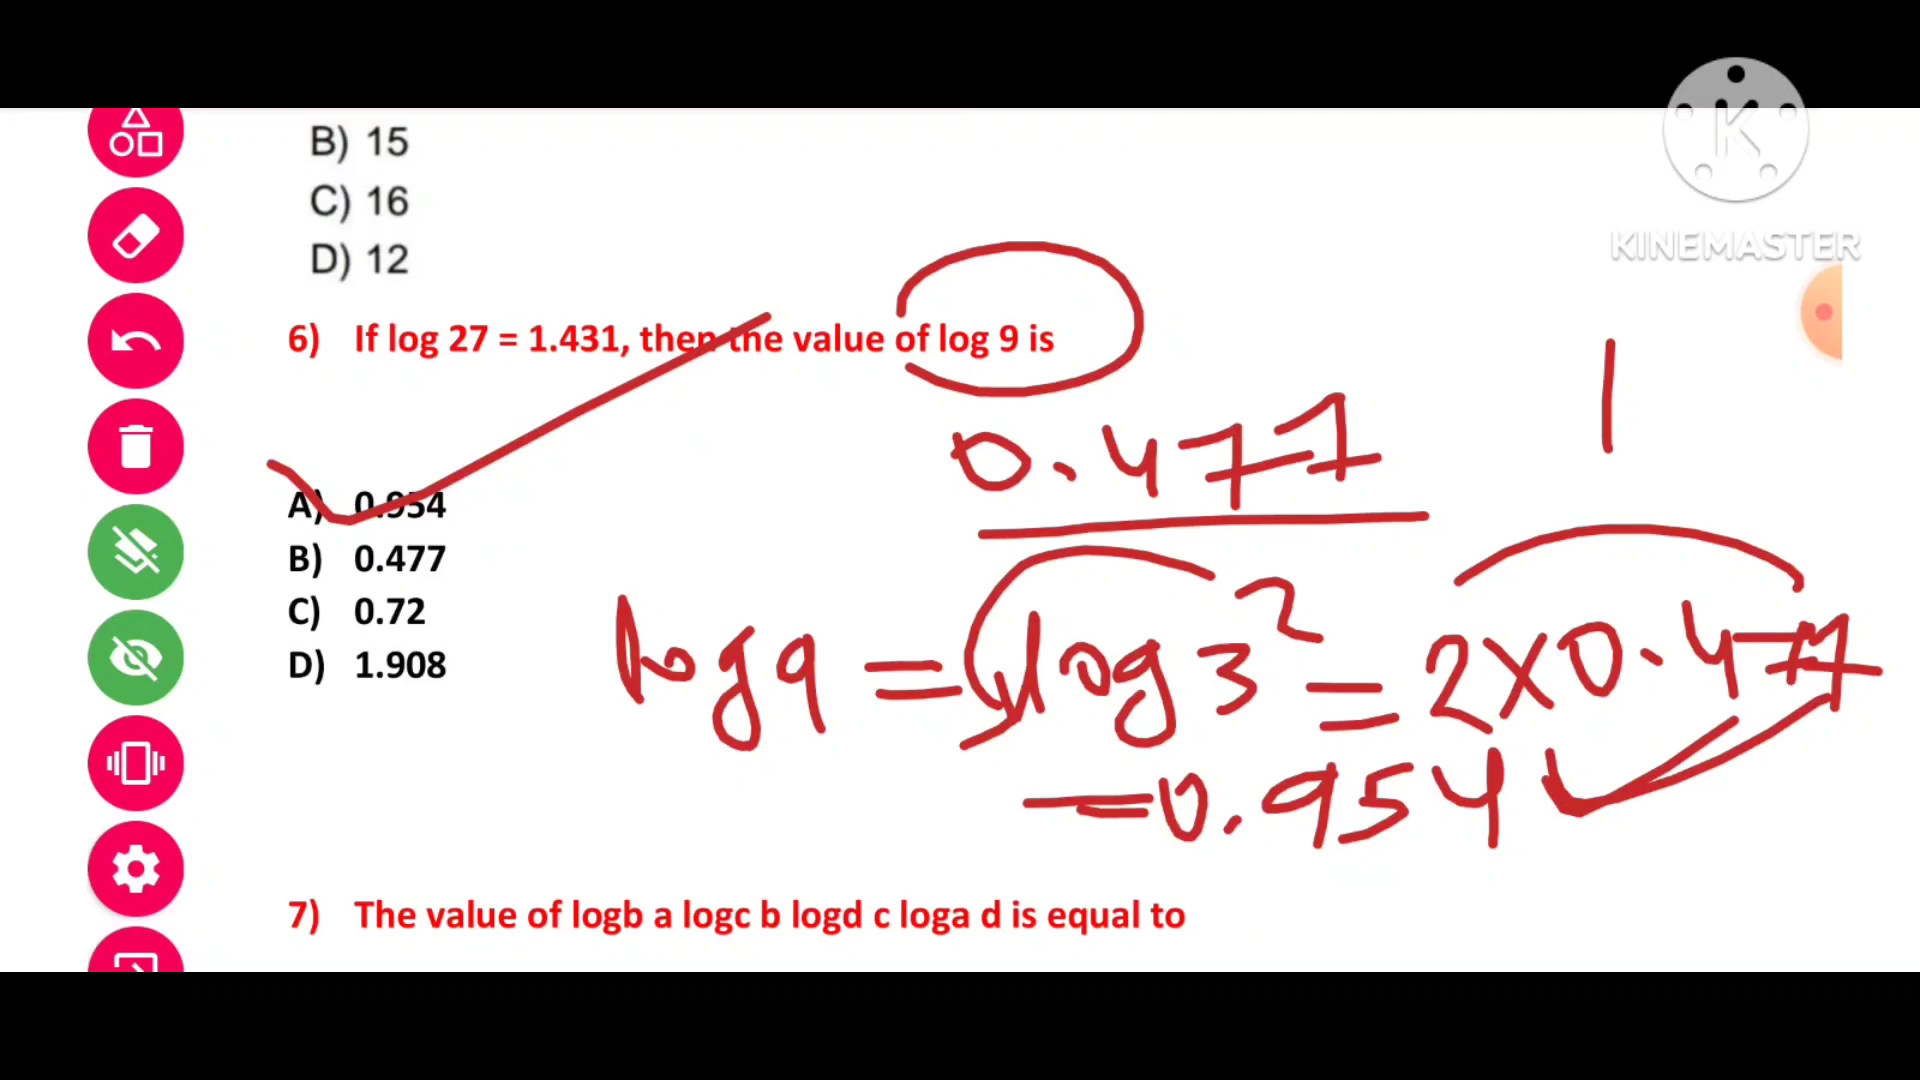 B) 15
C) 16
D) 12
KINEMASTER
6) If log 27 = 1.431, then the value of log 9 is
0.477
A) 0.954
B) 0.477
C) 0.72
D) 1.908
log 9 = log 3² = 2×0.477
= 0.954
7) The value of logb a logc b logd c loga d is equal to